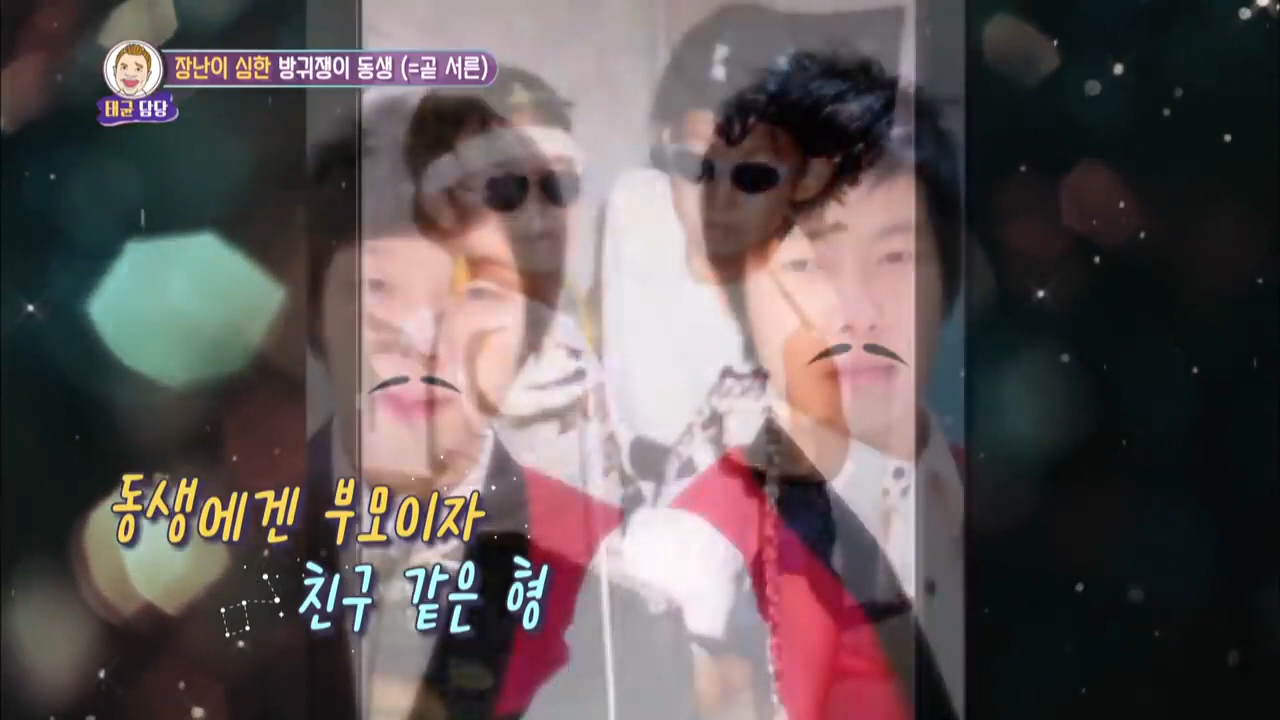 장난이 심한 방귀쟁이 동생 (=곧 서른)
태균 담당
동생에겐 부모이자
친구 같은 형